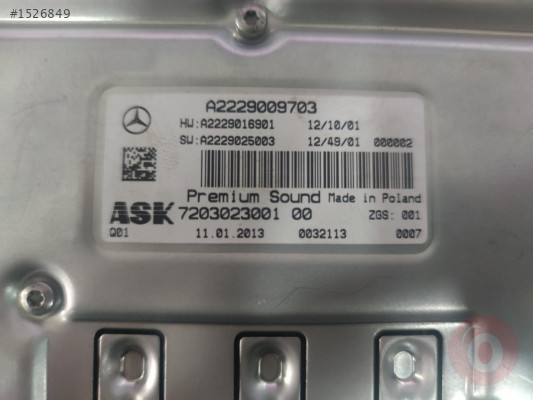 #1526849
A2229009703
HW:A2229016901 12/10/01
SW:A2229025003 12/49/01 000002
Premium Sound Made in Poland
ASK 7203023001 00 ZGS: 001
Q01 11.01.2013 0032113 0007